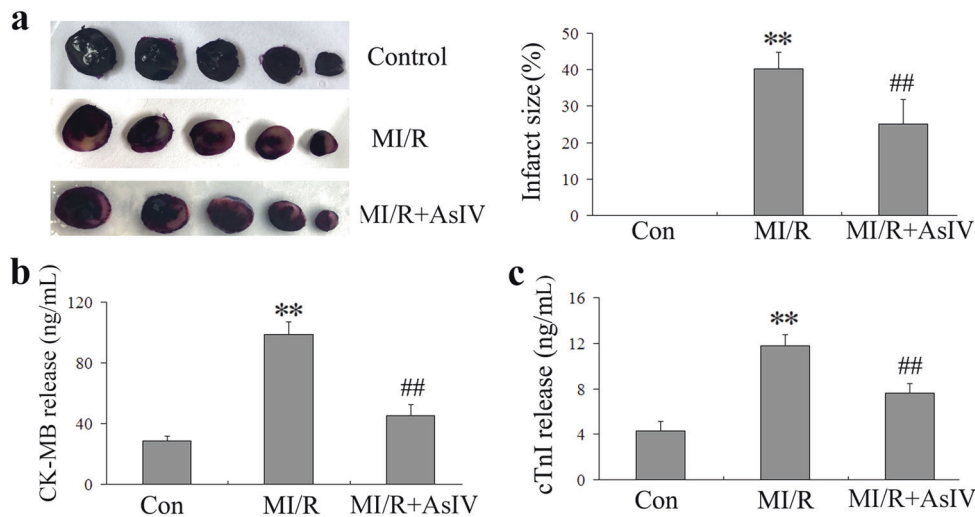 a
Control
MI/R
MI/R+AsIV
Infarct size(%)
50
40
30
20
10
0
**
##
Con
MI/R
MI/R+AsIV
b
CK-MB release (ng/mL)
120
80
40
0
**
##
Con
MI/R
MI/R+AsIV
c
cTnI release (ng/mL)
16
12
8
4
0
**
##
Con
MI/R
MI/R+AsIV